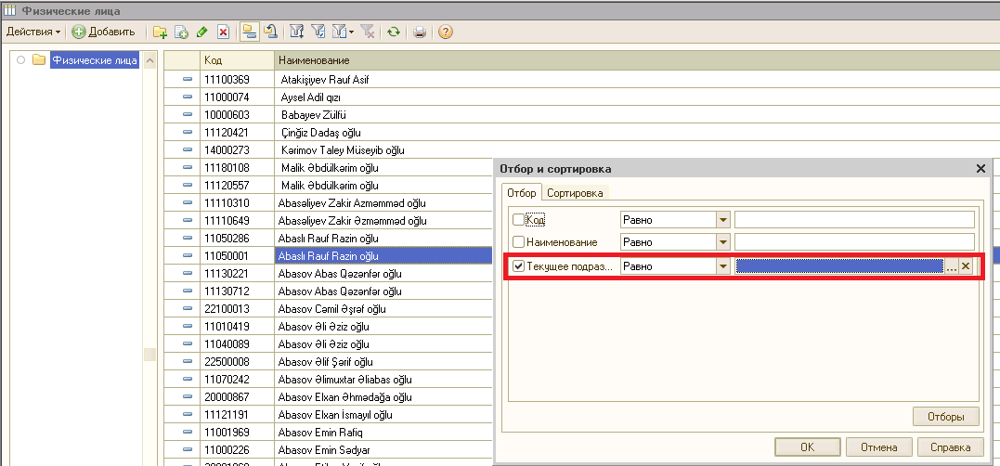 Физические лица
Действия Добавить
Физические лица
Код Наименование
11100369 Atakişiyev Rauf Asif
11000074 Aysel Adil qızı
10000603 Babayev Zülfü
11120421 Çinğiz Dadaş oğlu
14000273 Kərimov Taley Müseyib oğlu
11180108 Malik Əbdülkərim oğlu
11120557 Malik Əbdülkərim oğlu
11110310 Abasəliyev Zakir Azməmməd oğlu
11110649 Abasəliyev Zakir Əzməmməd oğlu
11050286 Abaslı Rauf Razin oğlu
11050001 Abaslı Rauf Razin oğlu
11130221 Abasov Abas Qəzənfər oğlu
11130712 Abasov Abas Qəzənfər oğlu
22100013 Abasov Cəmil Əşrəf oğlu
11010419 Abasov Əli Əziz oğlu
11040089 Abasov Əli Əziz oğlu
22500008 Abasov Əlif Şərif oğlu
11070242 Abasov Əlimuxtar Əliabas oğlu
20000867 Abasov Elxan Əhmədağa oğlu
11121191 Abasov Elxan İsmayıl oğlu
11001969 Abasov Emin Rafiq
11000226 Abasov Emin Sədyar
Отбор и сортировка
Отбор Сортировка
Код Равно
Наименование Равно
Текущее подраз... Равно ...
Отборы
OK Отмена Справка